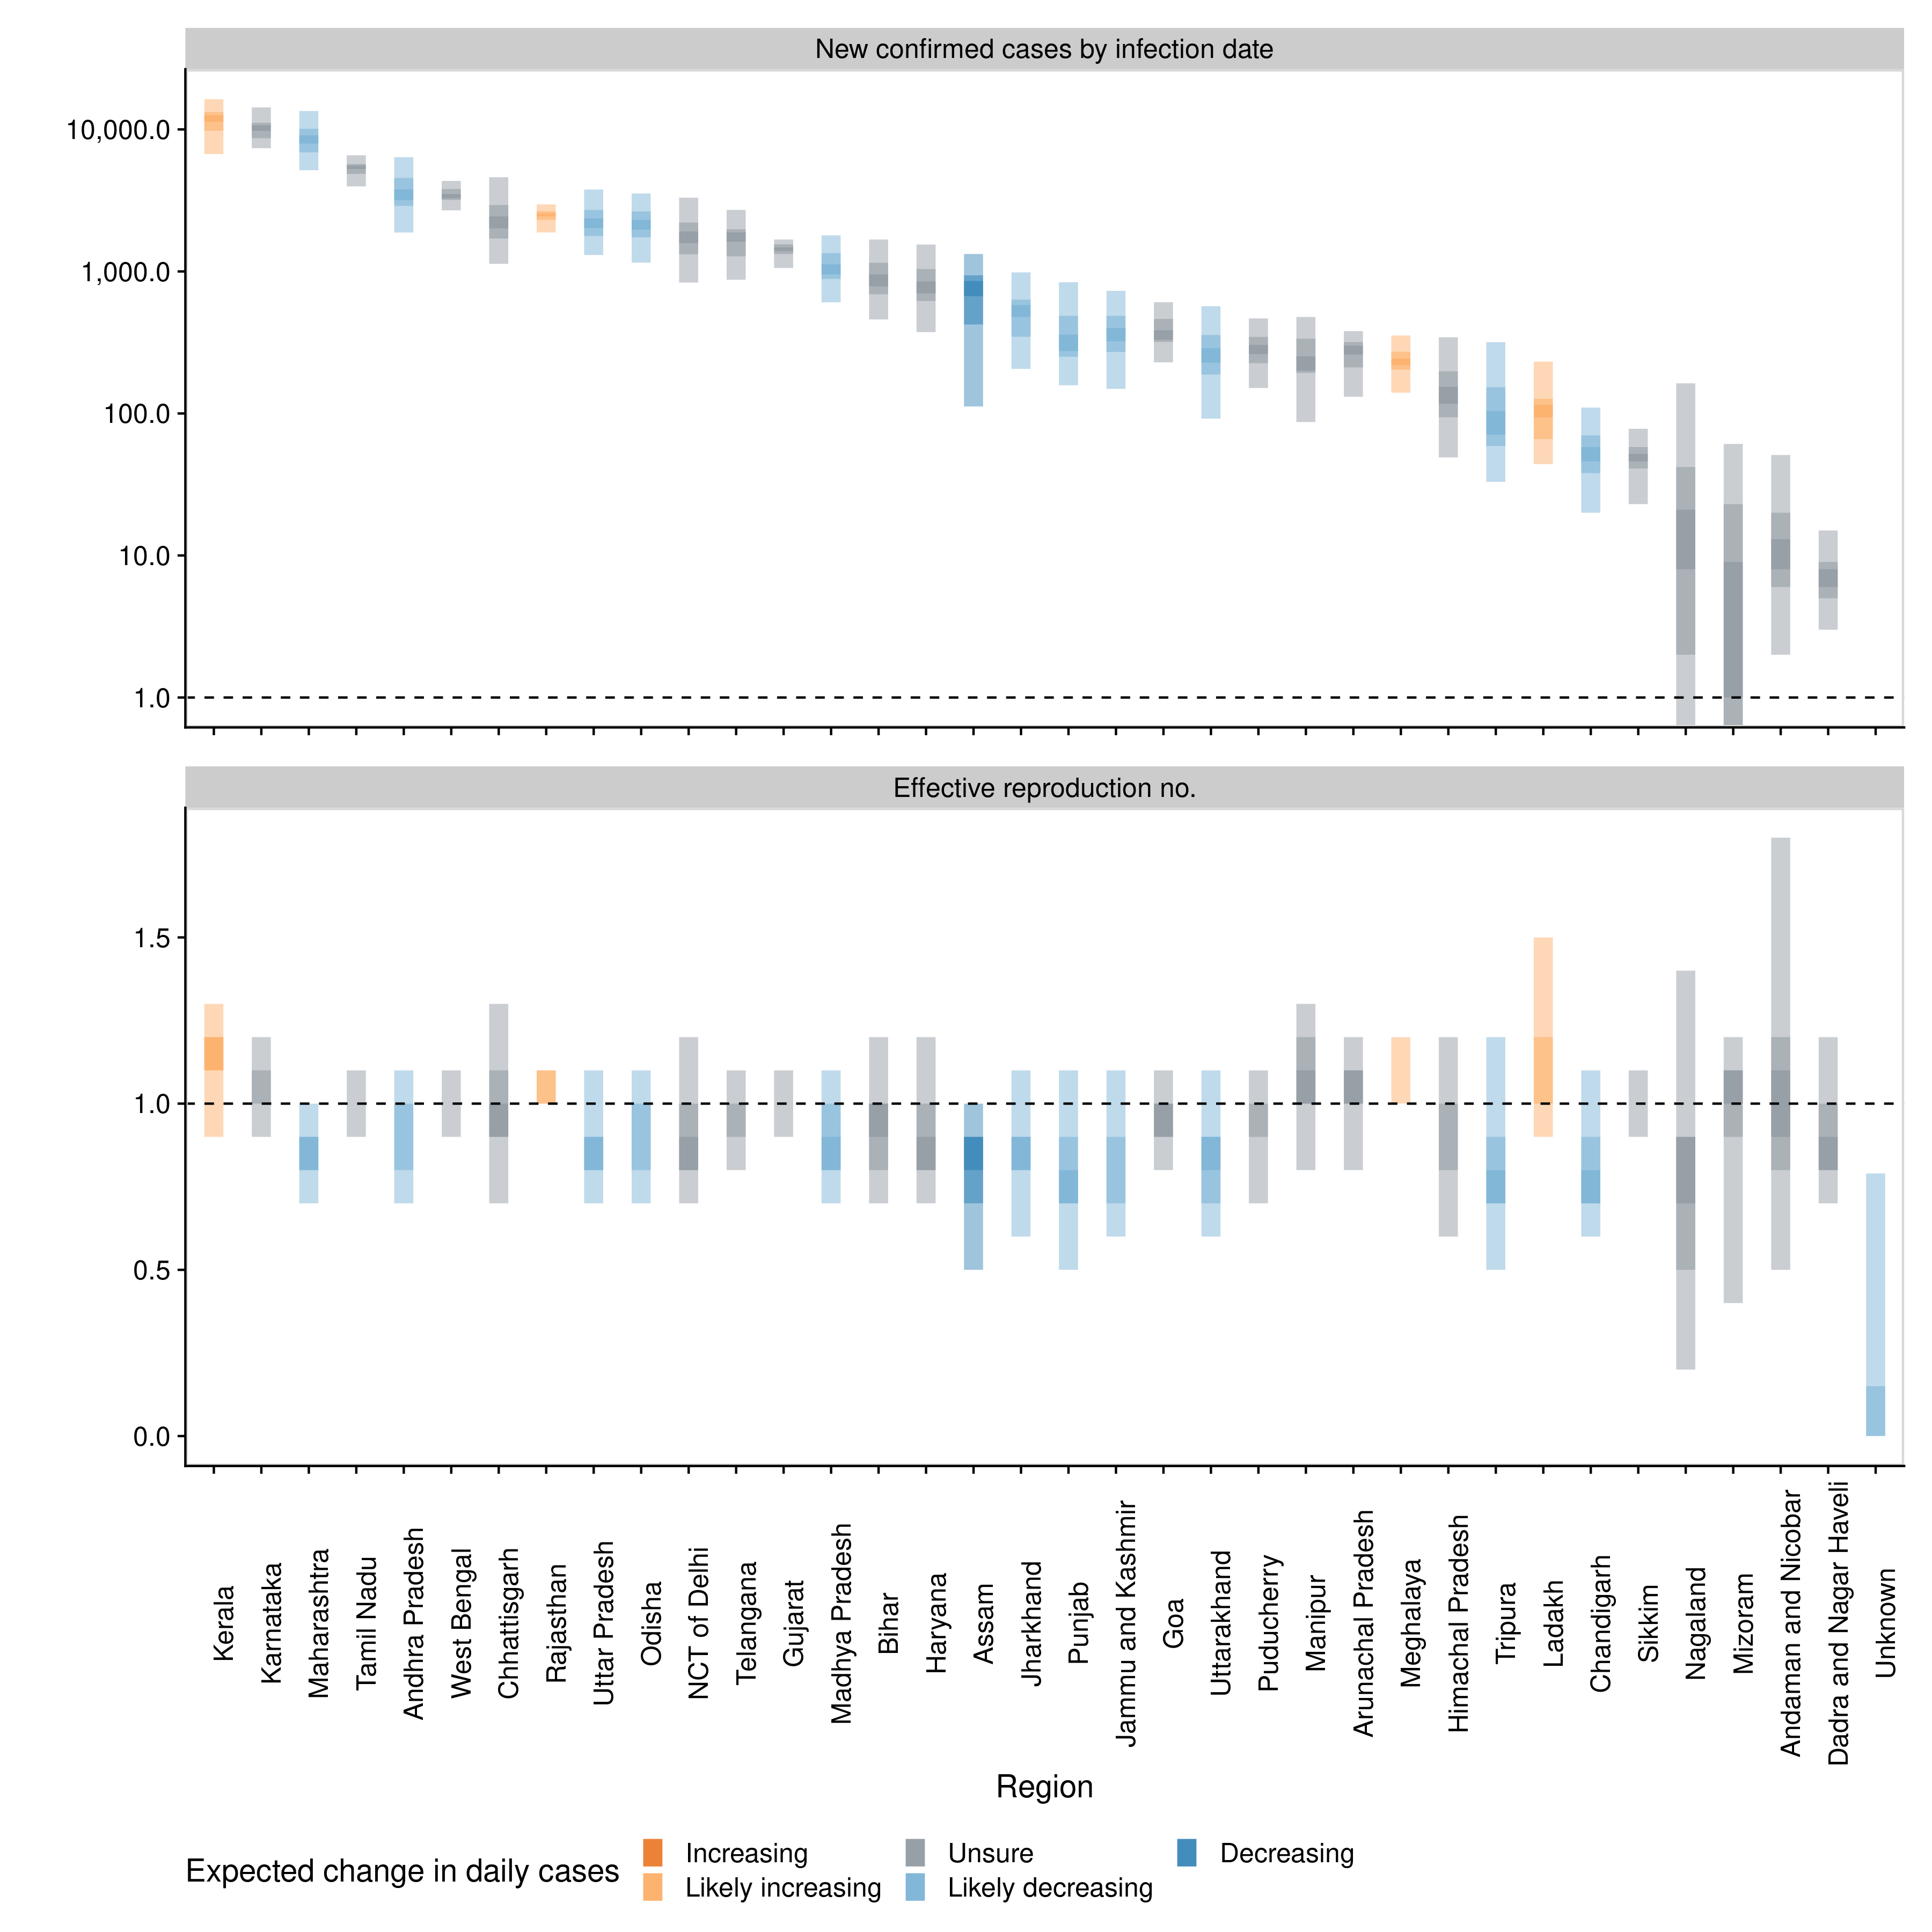 New confirmed cases by infection date
10,000.0
1,000.0
100.0
10.0
1.0
Effective reproduction no.
1.5
1.0
0.5
0.0
Kerala
Karnataka
Maharashtra
Tamil Nadu
Andhra Pradesh
West Bengal
Chhattisgarh
Rajasthan
Uttar Pradesh
Odisha
NCT of Delhi
Telangana
Gujarat
Madhya Pradesh
Bihar
Haryana
Assam
Jharkhand
Punjab
Jammu and Kashmir
Goa
Uttarakhand
Puducherry
Manipur
Arunachal Pradesh
Meghalaya
Himachal Pradesh
Tripura
Ladakh
Chandigarh
Sikkim
Nagaland
Mizoram
Andaman and Nicobar
Dadra and Nagar Haveli
Unknown
Region
Expected change in daily cases
Increasing
Likely increasing
Unsure
Likely decreasing
Decreasing